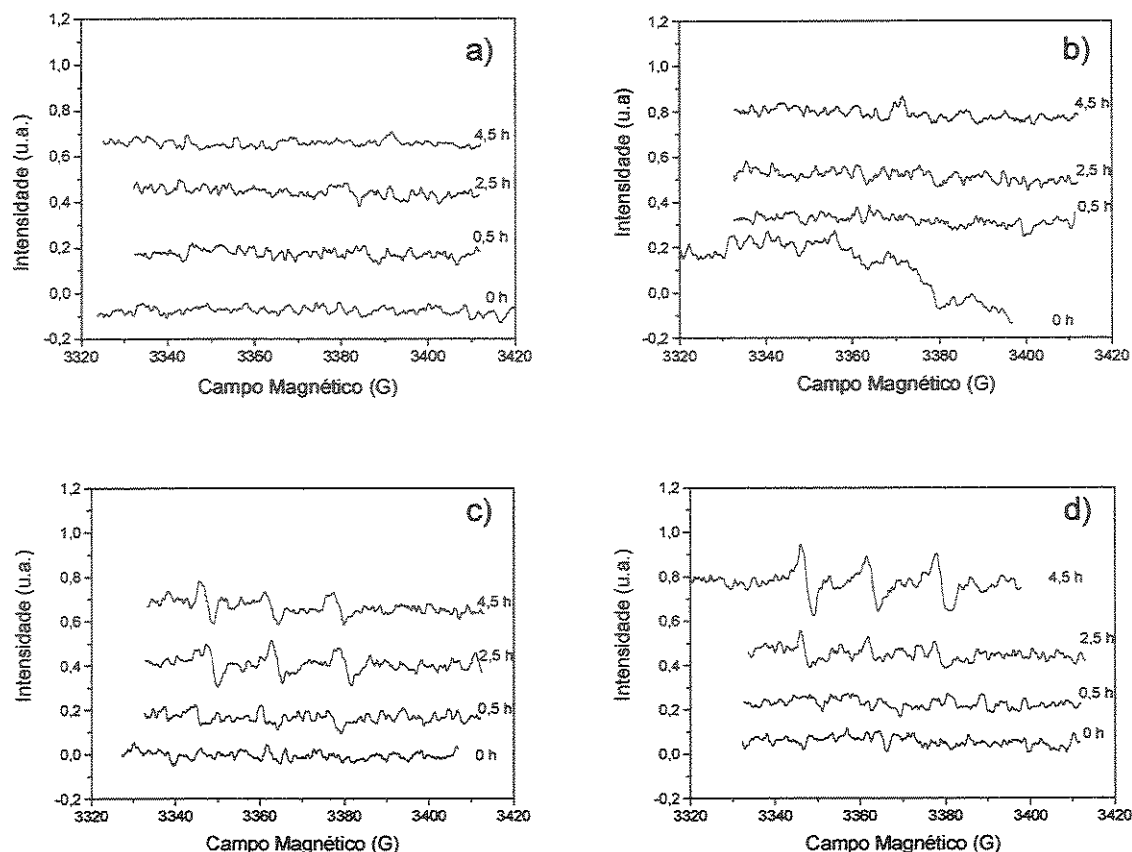 a)
Intensidade (u.a.)
1,2
1,0
0,8
0,6
0,4
0,2
0,0
-0,2
4,5 h
2,5 h
0,5 h
0 h
3320 3340 3360 3380 3400 3420
Campo Magnético (G)
b)
Intensidade (u.a)
1,2
1,0
0,8
0,6
0,4
0,2
0,0
-0,2
4,5 h
2,5 h
0,5 h
0 h
3320 3340 3360 3380 3400 3420
Campo Magnético (G)
c)
Intensidade (u.a.)
1,2
1,0
0,8
0,6
0,4
0,2
0,0
-0,2
4,5 h
2,5 h
0,5 h
0 h
3320 3340 3360 3380 3400 3420
Campo Magnético (G)
d)
Intensidade (u.a.)
1,2
1,0
0,8
0,6
0,4
0,2
0,0
-0,2
4,5 h
2,5 h
0,5 h
0 h
3320 3340 3360 3380 3400 3420
Campo Magnético (G)